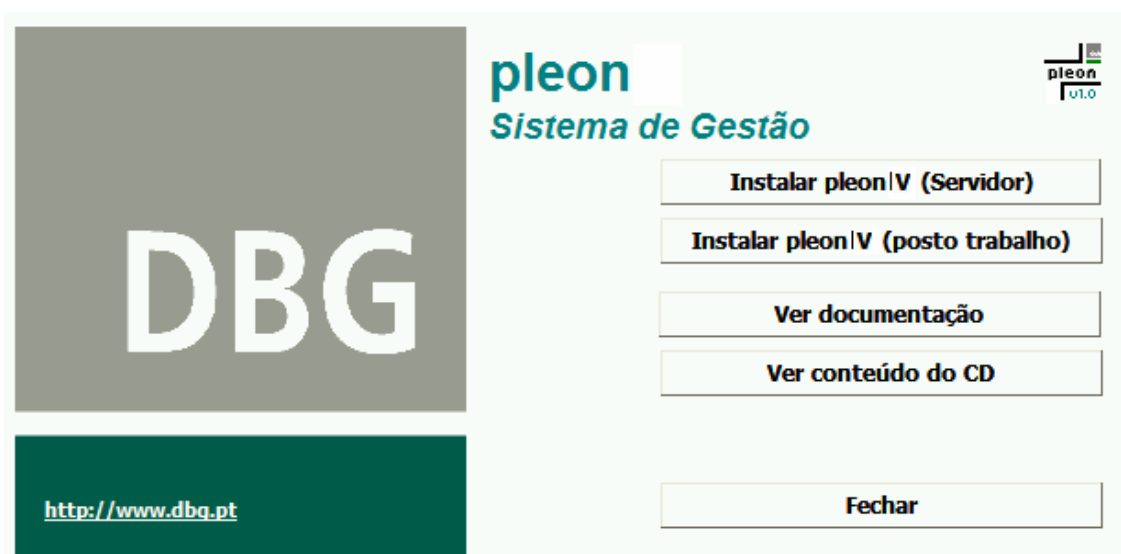 DBG
http://www.dbg.pt
pleon
Sistema de Gestão
pleon
v1.0
Instalar pleon|V (Servidor)
Instalar pleon|V (posto trabalho)
Ver documentação
Ver conteúdo do CD
Fechar